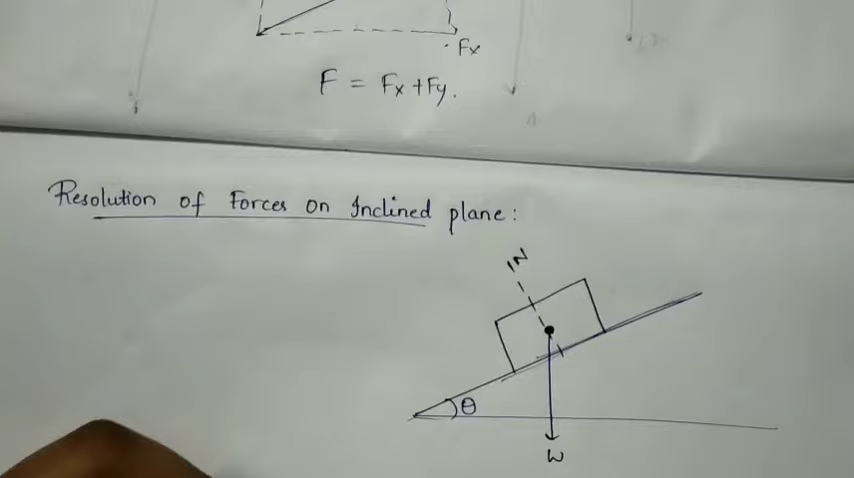 Fx
F = Fx + Fy.
Resolution of Forces on Inclined plane:
N
θ
W